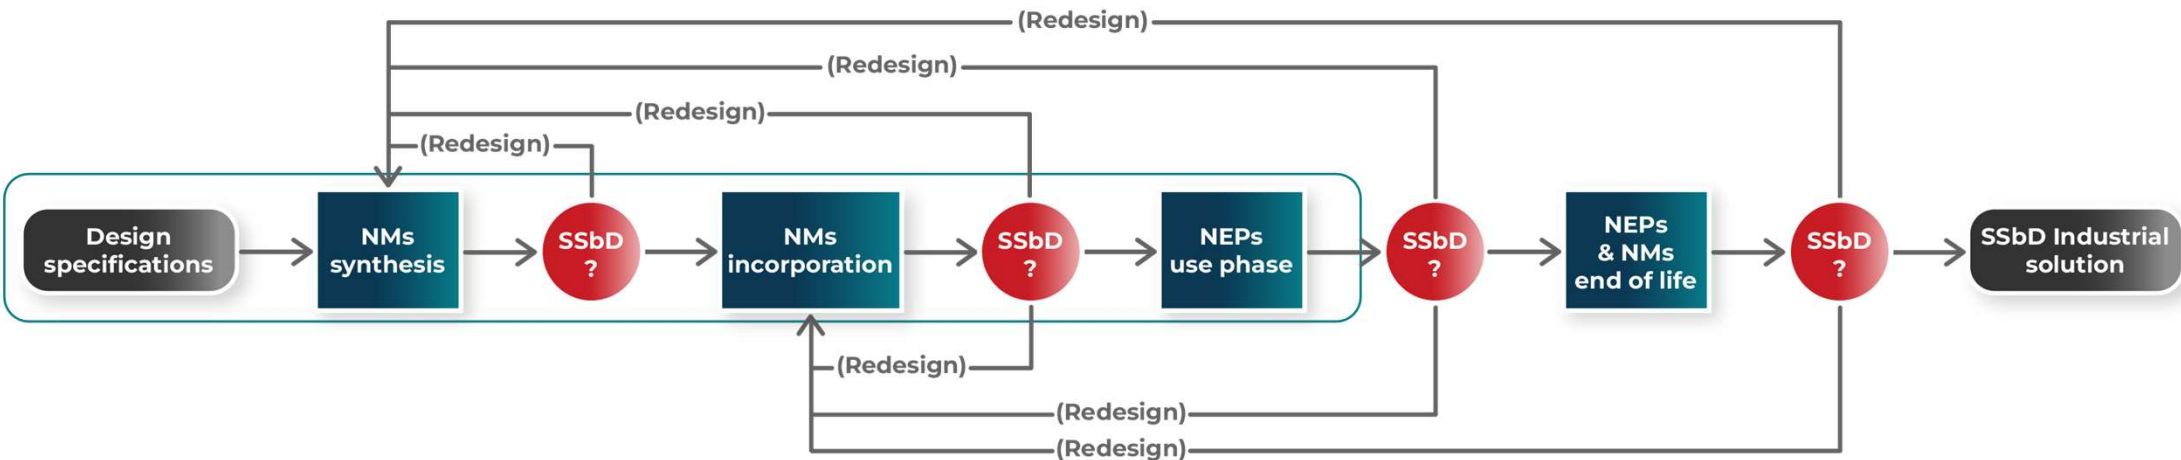 (Redesign)
(Redesign)
(Redesign)
(Redesign)
Design
specifications
NMs
synthesis
SSbD
?
NMs
incorporation
SSbD
?
NEPs
use phase
SSbD
?
NEPs
& NMs
end of life
SSbD
?
SSbD Industrial
solution
(Redesign)
(Redesign)
(Redesign)